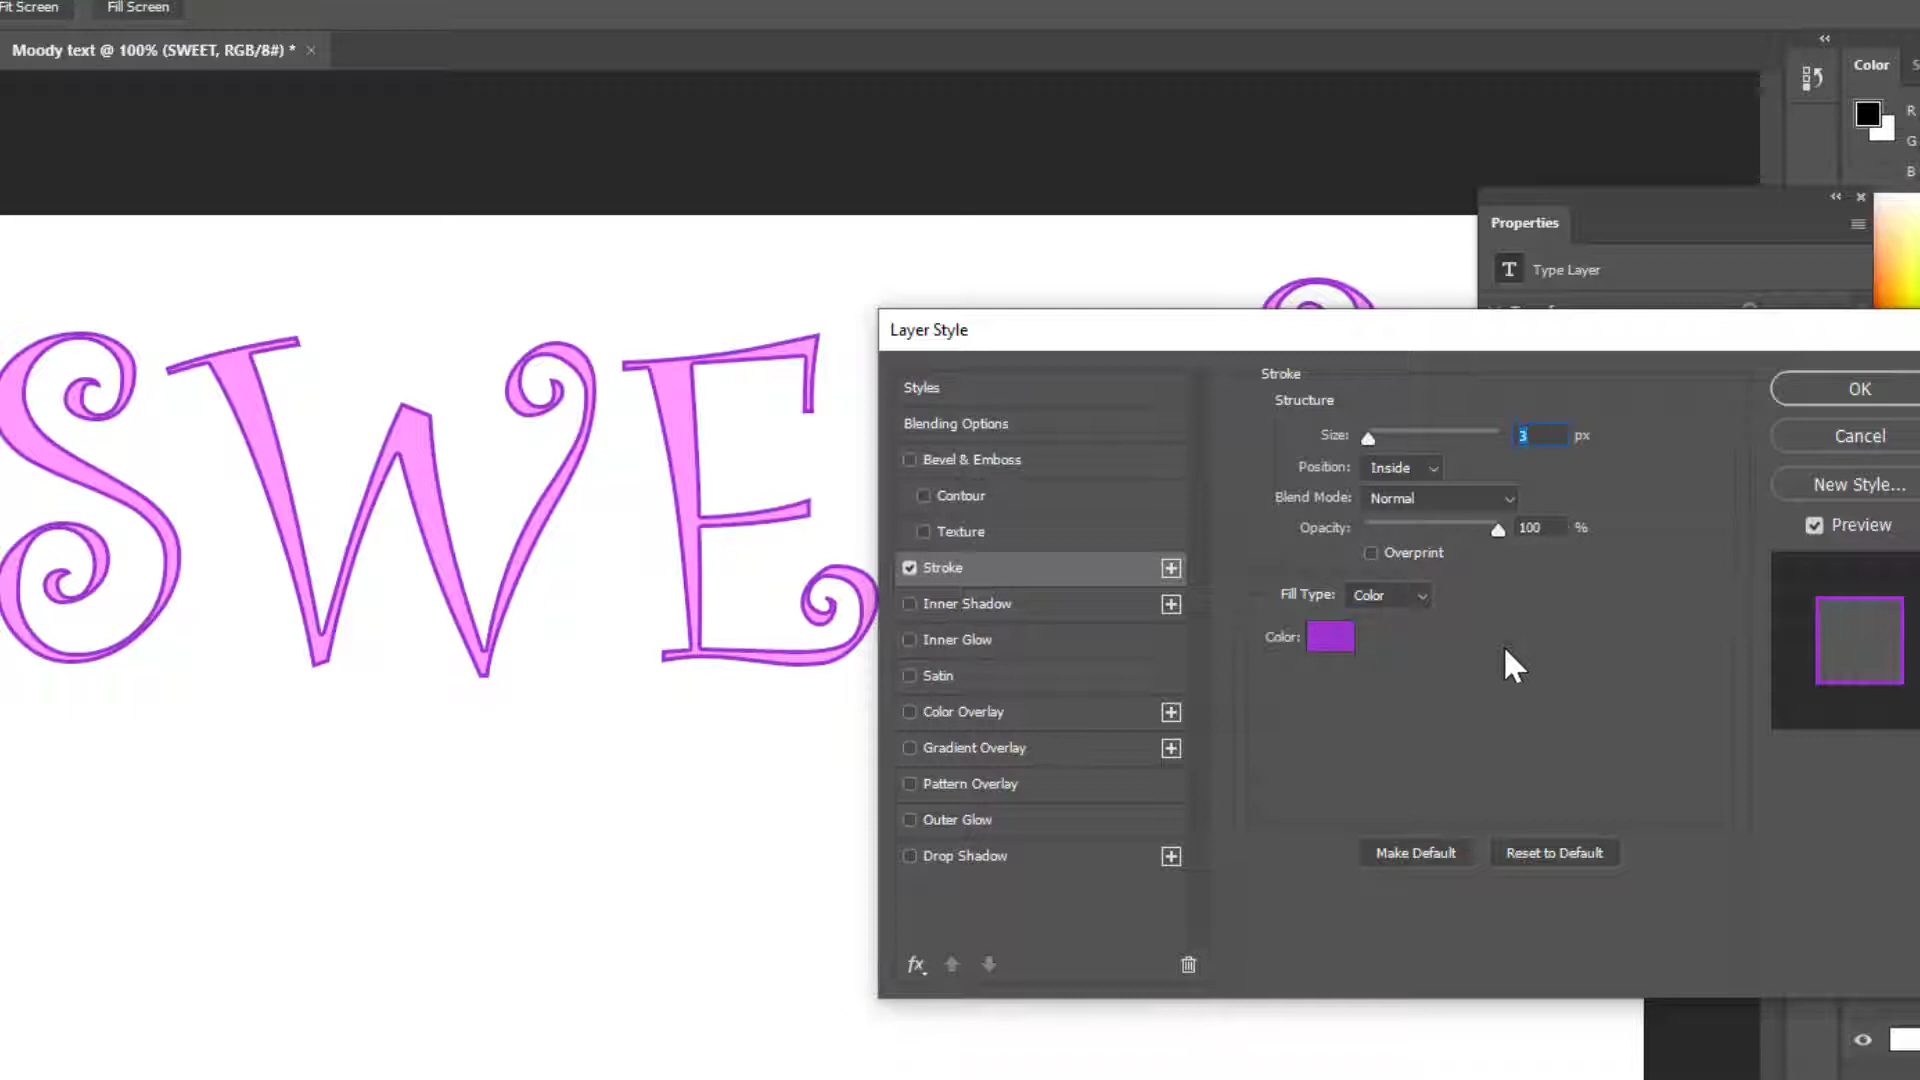 Fit Screen Fill Screen
Moody text @ 100% (SWEET, RGB/8#) * ×
Color
R
G
B
Properties
T Type Layer
SWE
Layer Style
Styles
Blending Options
Bevel & Emboss
Contour
Texture
Stroke
Inner Shadow
Inner Glow
Satin
Color Overlay
Gradient Overlay
Pattern Overlay
Outer Glow
Drop Shadow
fx
Stroke
Structure
Size: 3 px
Position: Inside
Blend Mode: Normal
Opacity: 100 %
Overprint
Fill Type: Color
Color:
Make Default Reset to Default
OK
Cancel
New Style...
Preview